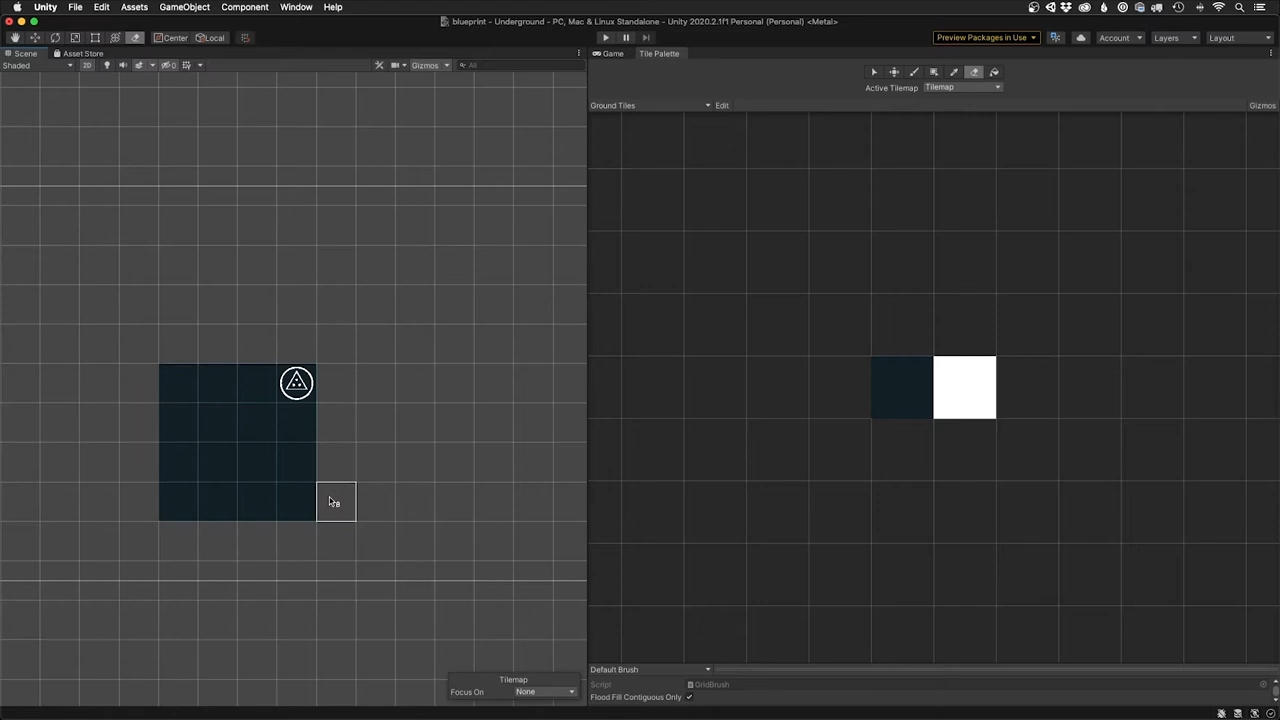 Unity File Edit Assets GameObject Component Window Help
blueprint - Underground - PC, Mac & Linux Standalone - Unity 2020.2.1f1 Personal (Personal) <Metal>
Center Local
Preview Packages in Use
Account
Layers
Layout
Scene Asset Store
Game Tile Palette
Shaded
2D
0
Gizmos
All
Active Tilemap
Tilemap
Ground Tiles
Edit
Gizmos
Default Brush
Tilemap
Script
GridBrush
Focus On
None
Flood Fill Contiguous Only